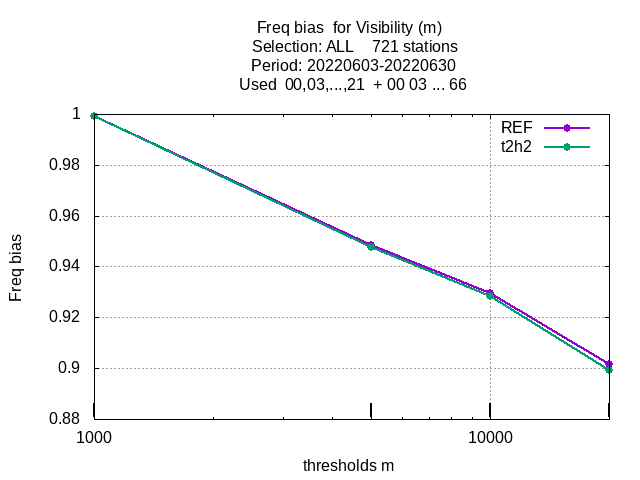 Freq bias  for Visibility (m)
Selection: ALL    721 stations
Period: 20220603-20220630
Used  00,03,...,21  + 00 03 ... 66
REF
t2h2
1
0.98
0.96
0.94
0.92
0.9
0.88
Freq bias
1000
10000
thresholds m